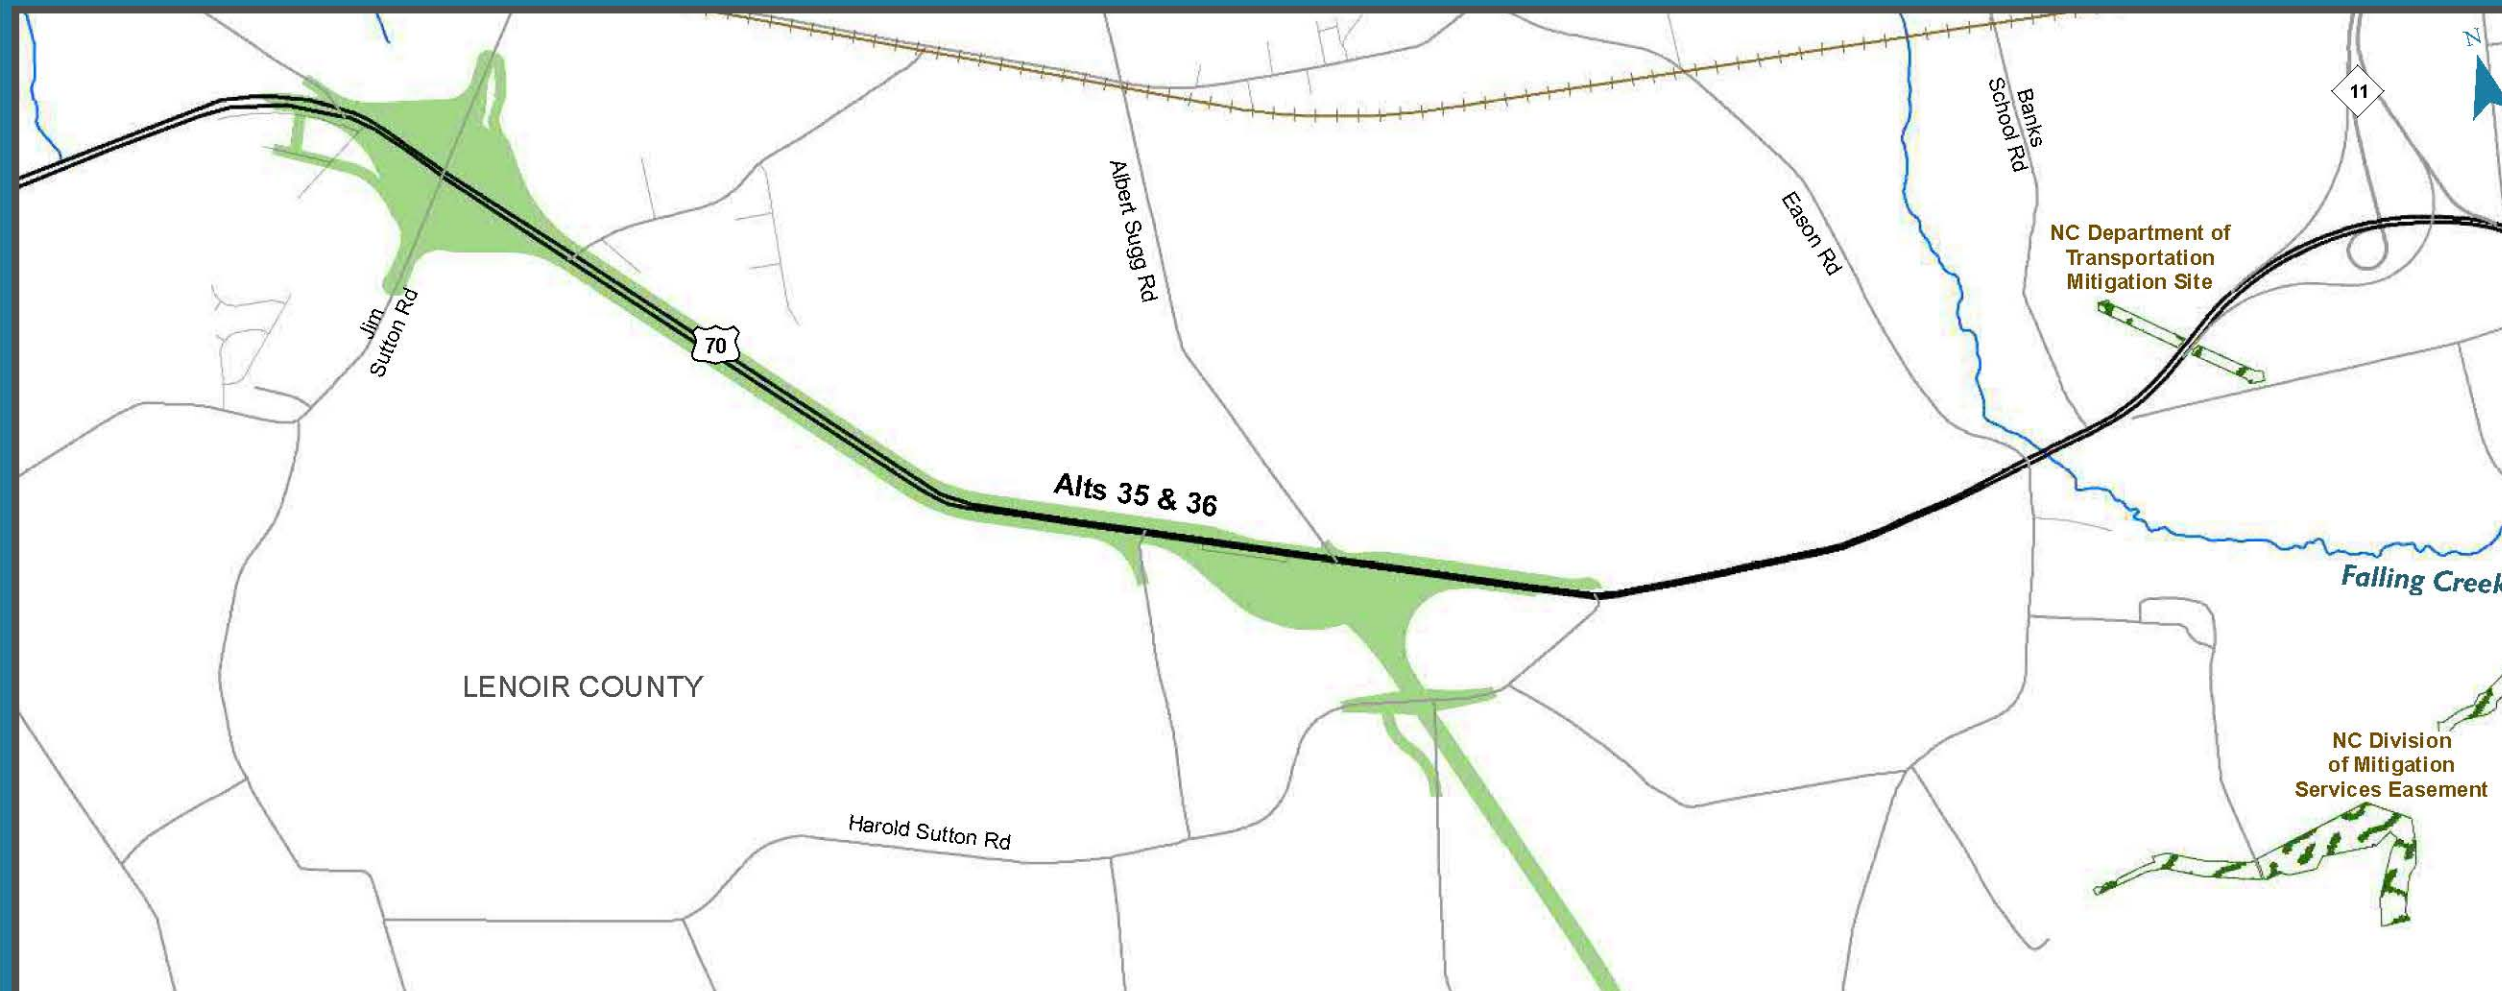 N
11
Banks
School Rd
Albert Sugg Rd
Eason Rd
NC Department of
Transportation
Mitigation Site
Jim
Sutton Rd
70
Alts 35 & 36
Falling Creek
LENOIR COUNTY
NC Division
of Mitigation
Services Easement
Harold Sutton Rd